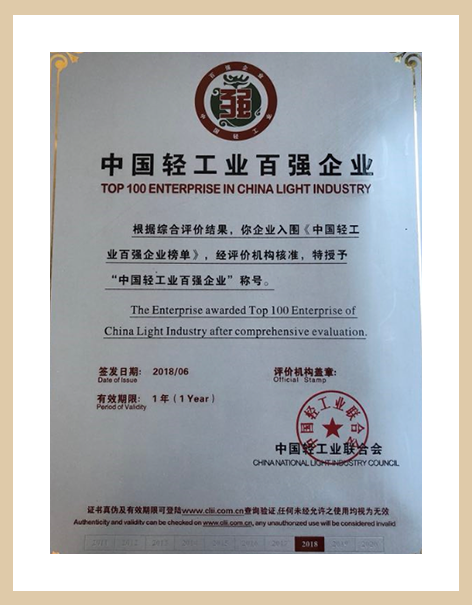 中国轻工业百强企业
TOP 100 ENTERPRISE IN CHINA LIGHT INDUSTRY
根据综合评价结果，你企业入围《中国轻工
业百强企业榜单》，经评价机构核准，特授予
“中国轻工业百强企业”称号。
The Enterprise awarded Top 100 Enterprise of
China Light Industry after comprehensive evaluation.
签发日期： 2018/06
Date of Issue
有效期限： 1 年（1 Year）
Period of Validity
评价机构盖章：
Official Stamp
中国轻工业联合会
中国轻工业联合会
CHINA NATIONAL LIGHT INDUSTRY COUNCIL
证书真伪及有效期限可登陆www.clii.com.cn查询验证,任何未经允许之使用均视为无效
Authenticity and validity can be checked on www.clii.com.cn, any unauthorized use will be considered invalid
2018